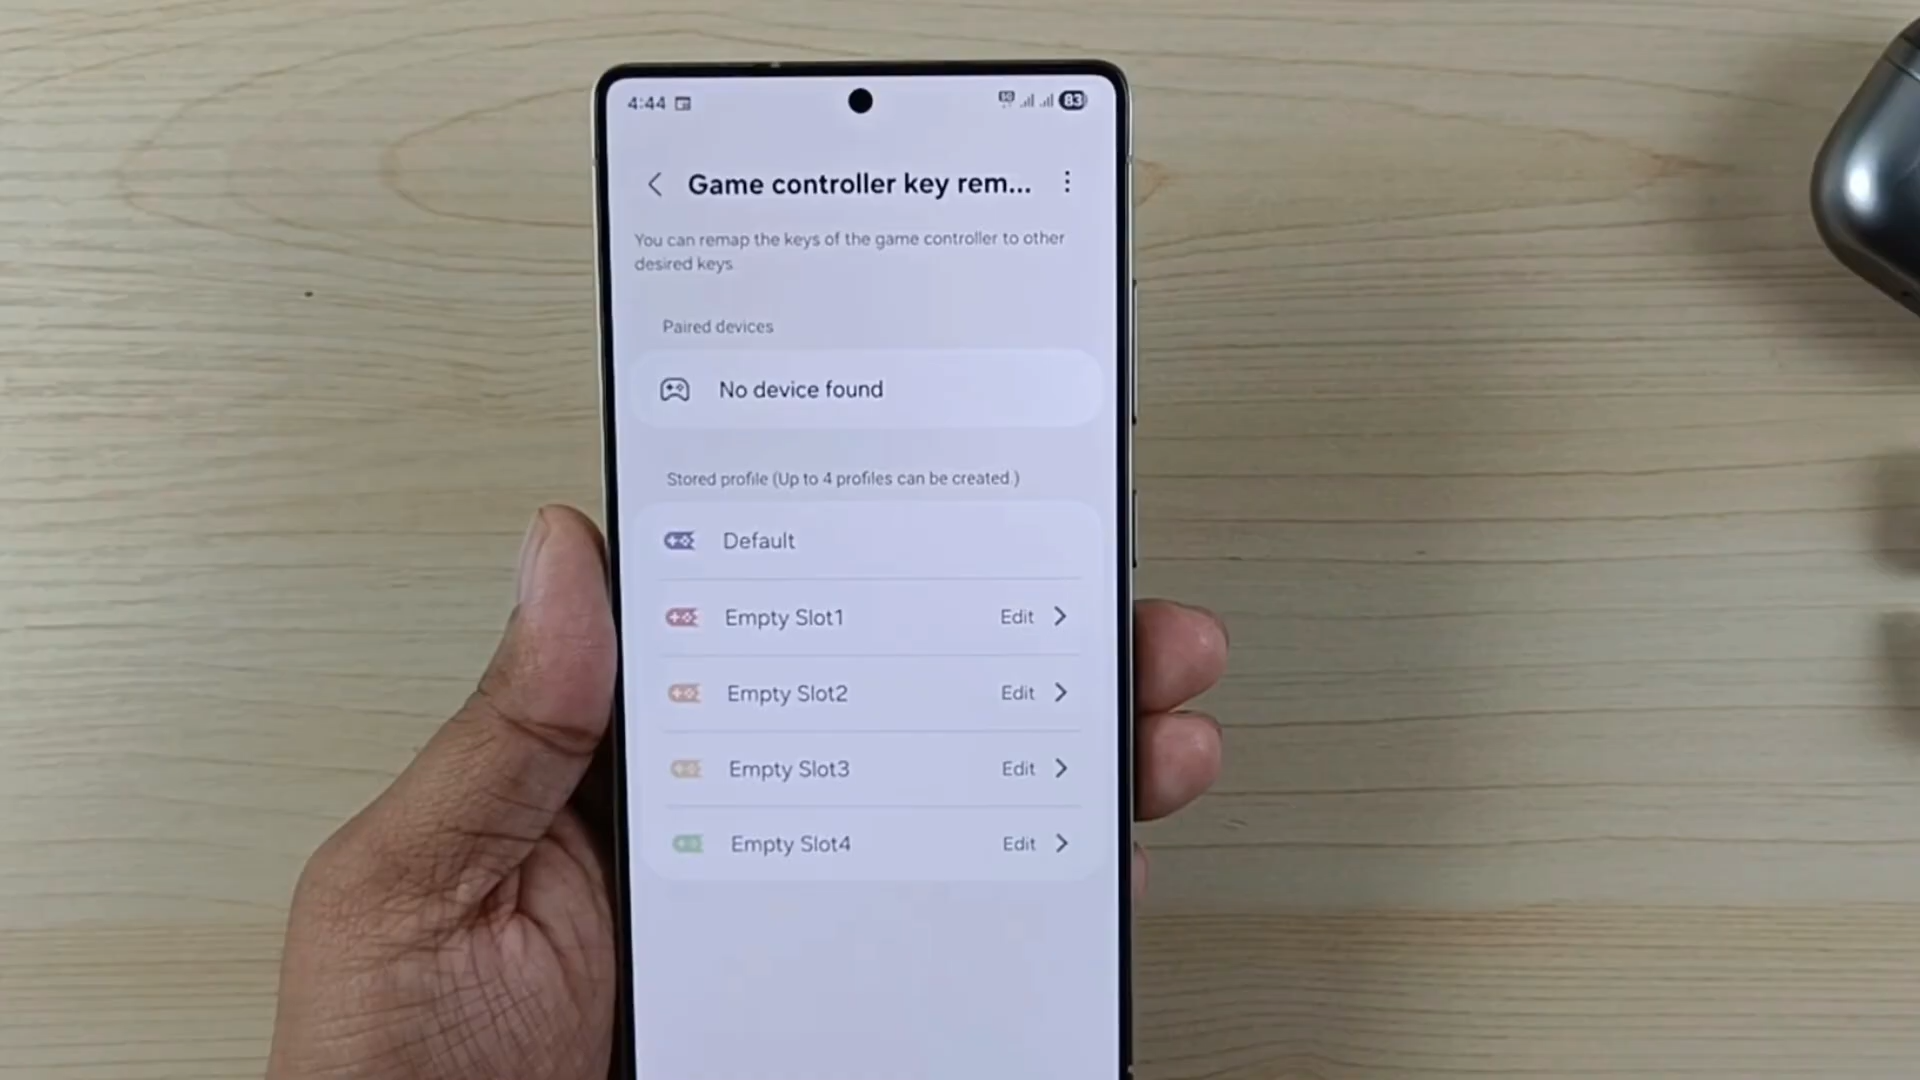 4:44
5G
83
Game controller key rem...
You can remap the keys of the game controller to other
desired keys
Paired devices
No device found
Stored profile (Up to 4 profiles can be created.)
Default
Empty Slot1 Edit
Empty Slot2 Edit
Empty Slot3 Edit
Empty Slot4 Edit